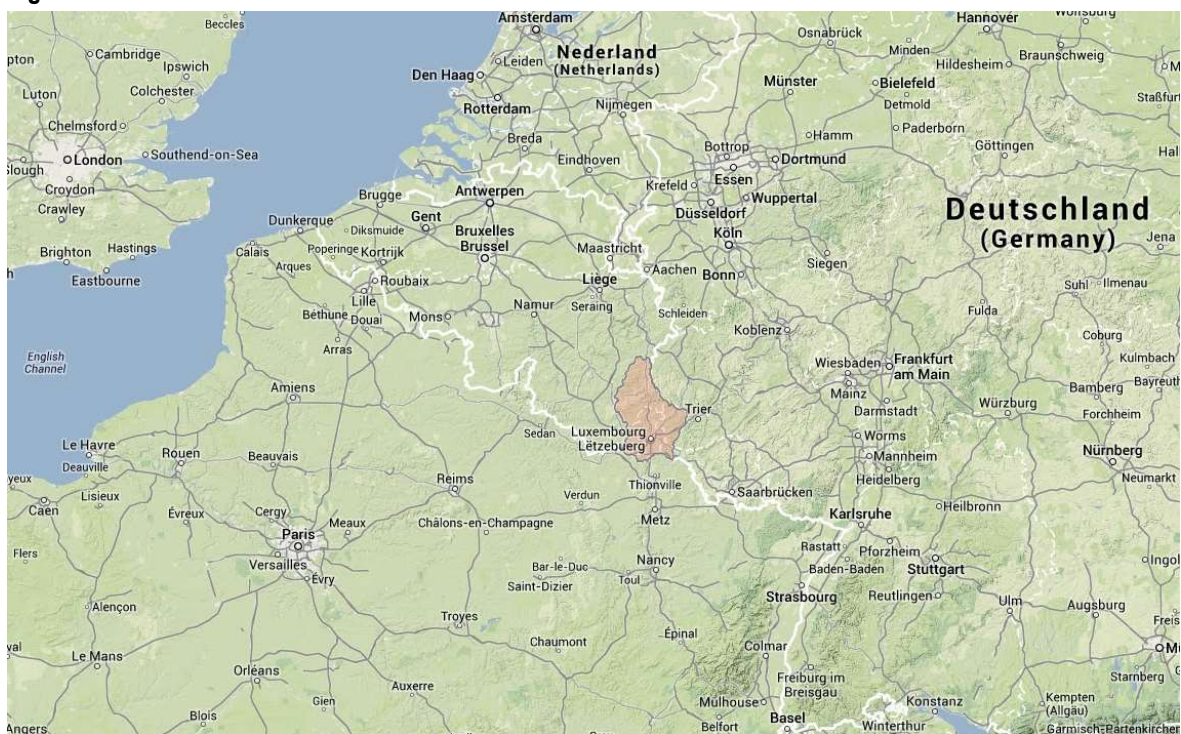 Beccles
Amsterdam
Hannover
Wolfsburg
Cambridge
Ipswich
Leiden
Nederland
(Netherlands)
Osnabrück
Minden
Braunschweig
Hildesheim
Den Haag
Münster
Bielefeld
Luton
Colchester
Rotterdam
Nijmegen
Detmold
Chelmsford
Breda
Hamm
Paderborn
London
Southend-on-Sea
Eindhoven
Bottrop
Dortmund
Göttingen
Slough
Essen
Croydon
Krefeld
Wuppertal
Crawley
Brugge
Antwerpen
Düsseldorf
Deutschland
(Germany)
Dunkerque
Diksmuide
Gent
Bruxelles
Brussel
Köln
Jena
Brighton
Hastings
Calais
Poperinge
Kortrijk
Maastricht
Aachen
Siegen
Eastbourne
Arques
Roubaix
Liège
Bonn
Suhl
Ilmenau
Lille
Namur
Seraing
Schleiden
Fulda
Béthune
Douai
Mons
Koblenz
Coburg
Arras
English
Channel
Wiesbaden
Frankfurt
am Main
Kulmbach
Amiens
Mainz
Bamberg
Bayreuth
Trier
Darmstadt
Würzburg
Forchheim
Sedan
Luxembourg
Lëtzebuerg
Worms
Le Havre
Rouen
Beauvais
Mannheim
Nürnberg
Deauville
Reims
Thionville
Heidelberg
Neumarkt
Lisieux
Verdun
Saarbrücken
Caen
Évreux
Cergy
Meaux
Châlons-en-Champagne
Metz
Heilbronn
Paris
Karlsruhe
Flers
Versailles
Bar-le-Duc
Nancy
Rastatt
Pforzheim
Évry
Saint-Dizier
Toul
Baden-Baden
Stuttgart
Strasbourg
Reutlingen
Alençon
Troyes
Ulm
Augsburg
Chaumont
Épinal
Colmar
Le Mans
Orléans
Starnberg
Auxerre
Freiburg im
Breisgau
Gien
Mülhouse
Konstanz
Kempten
(Allgäu)
Blois
Belfort
Angers
Basel
Winterthur
Garmisch-Partenkirchen